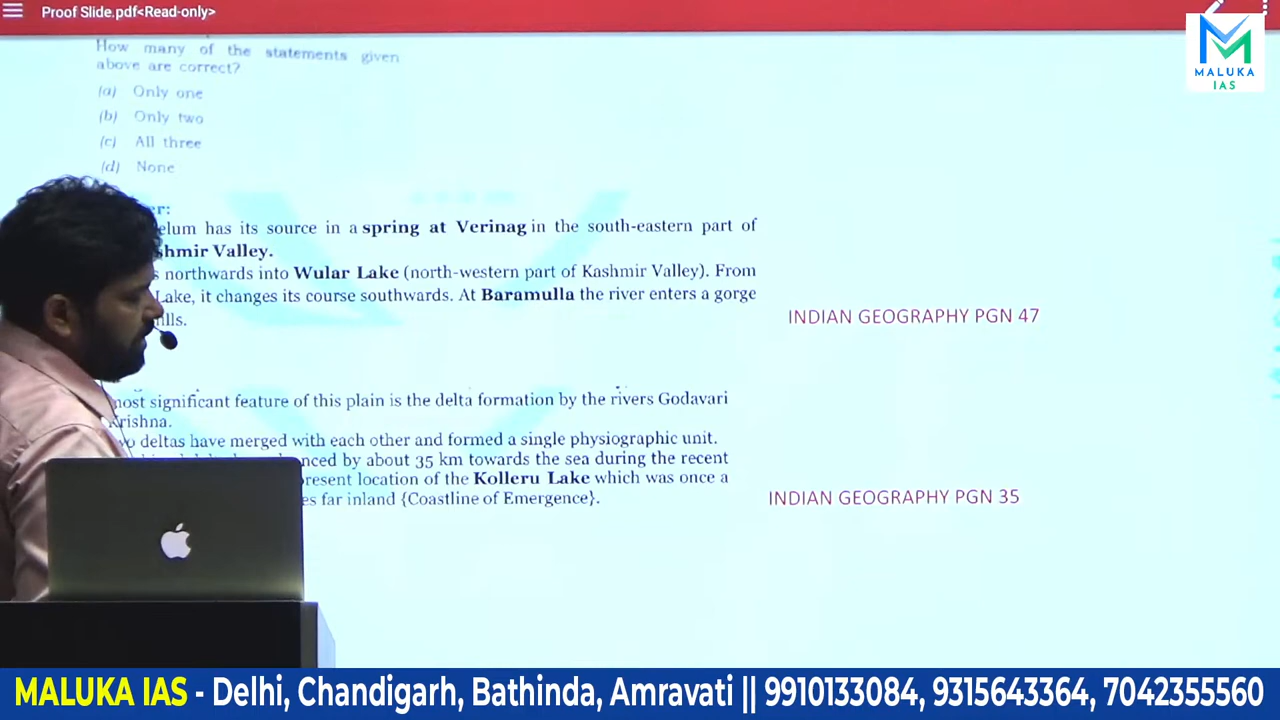 Proof Slide.pdf<Read-only>
MALUKA
IAS
How many of the statements given
above are correct?
(a) Only one
(b) Only two
(c) All three
(d) None
er:
elum has its source in a spring at Verinag in the south-eastern part of
shmir Valley.
s northwards into Wular Lake (north-western part of Kashmir Valley). From
Lake, it changes its course southwards. At Baramulla the river enters a gorge
ills.
INDIAN GEOGRAPHY PGN 47
most significant feature of this plain is the delta formation by the rivers Godavari
Krishna.
wo deltas have merged with each other and formed a single physiographic unit.
nced by about 35 km towards the sea during the recent
present location of the Kolleru Lake which was once a
es far inland {Coastline of Emergence}.
INDIAN GEOGRAPHY PGN 35
MALUKA IAS - Delhi, Chandigarh, Bathinda, Amravati || 9910133084, 9315643364, 7042355560